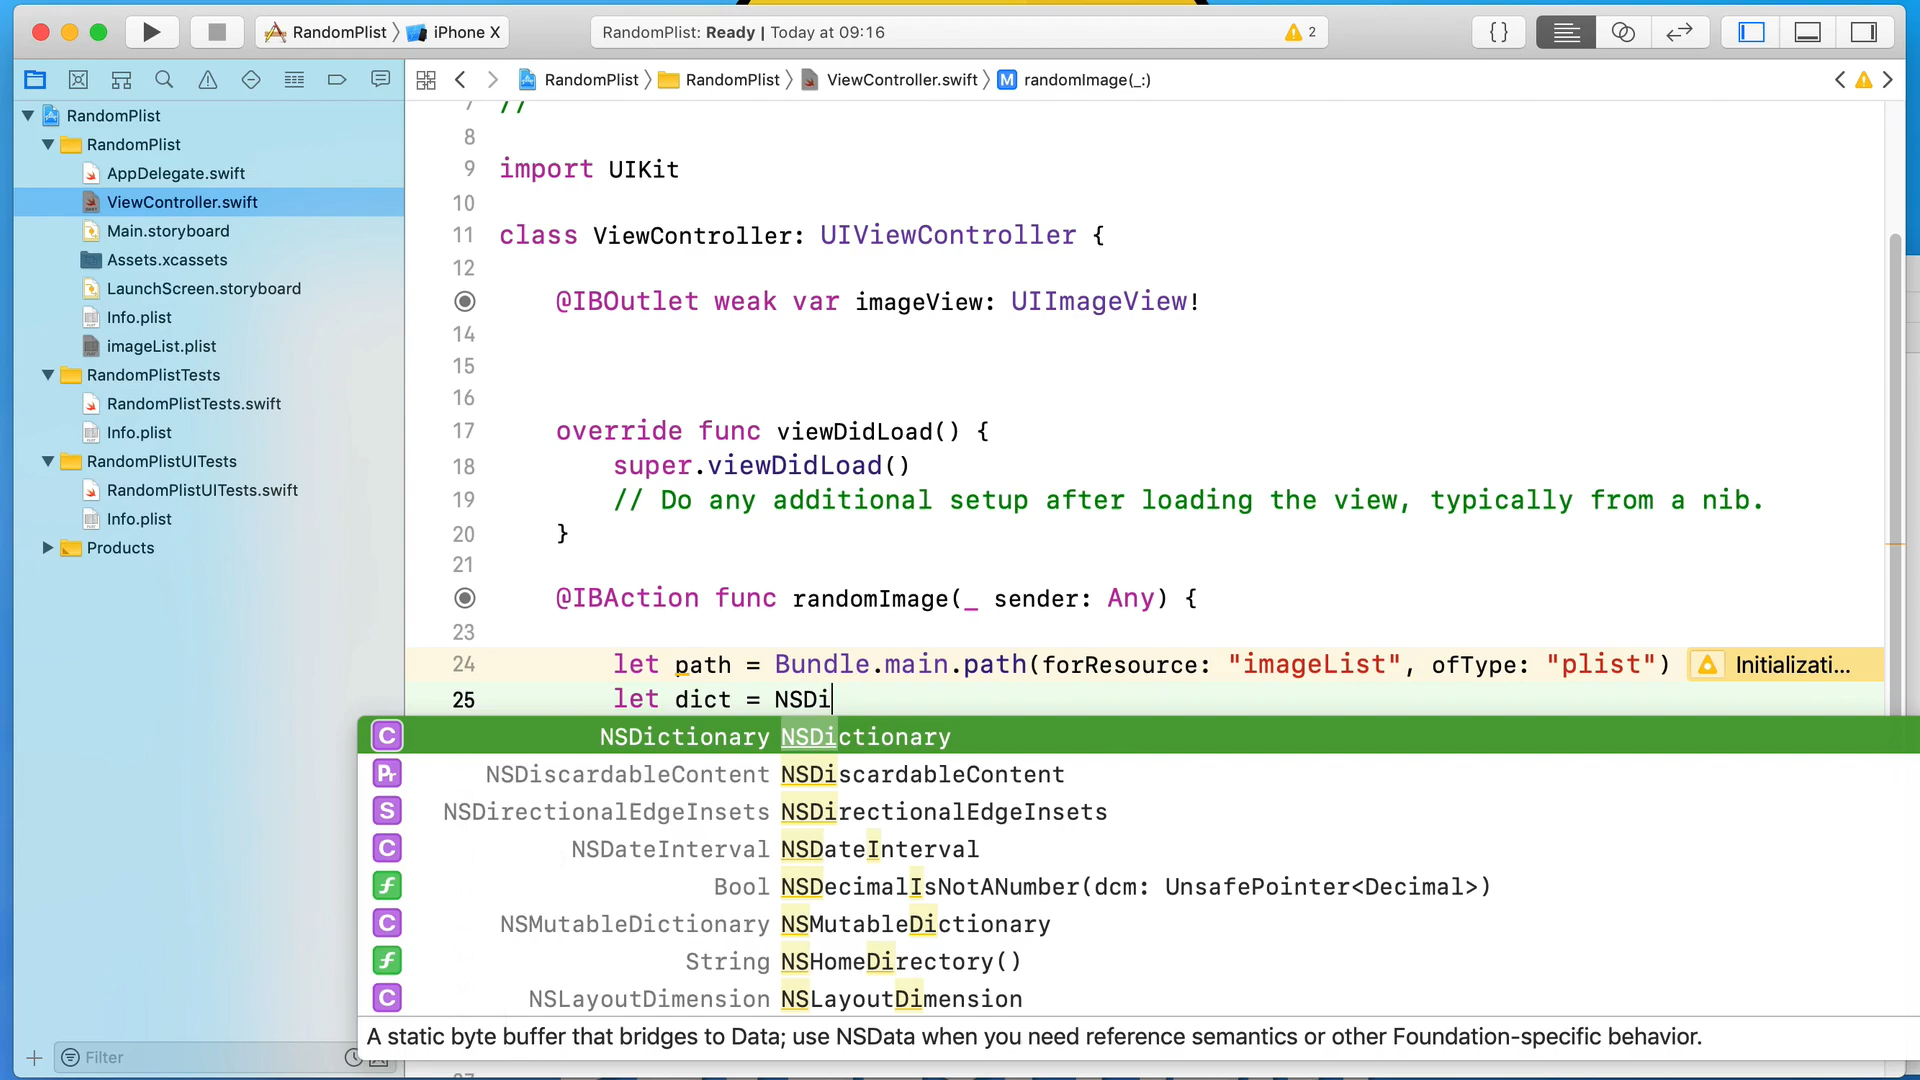 RandomPlist iPhone X
RandomPlist: Ready | Today at 09:16
2
RandomPlist RandomPlist ViewController.swift M randomImage(_:)
RandomPlist
RandomPlist
AppDelegate.swift
ViewController.swift
Main.storyboard
Assets.xcassets
LaunchScreen.storyboard
Info.plist
imageList.plist
RandomPlistTests
RandomPlistTests.swift
Info.plist
RandomPlistUITests
RandomPlistUITests.swift
Info.plist
Products
Filter
7 //
8
9 import UIKit
10
11 class ViewController: UIViewController {
12
@IBOutlet weak var imageView: UIImageView!
14
15
16
17 override func viewDidLoad() {
18 super.viewDidLoad()
19 // Do any additional setup after loading the view, typically from a nib.
20 }
21
@IBAction func randomImage(_ sender: Any) {
23
24 let path = Bundle.main.path(forResource: "imageList", ofType: "plist") Initializati...
25 let dict = NSDi
C NSDictionary NSDictionary
Pr NSDiscardableContent NSDiscardableContent
S NSDirectionalEdgeInsets NSDirectionalEdgeInsets
C NSDateInterval NSDateInterval
f Bool NSDecimalIsNotANumber(dcm: UnsafePointer<Decimal>)
C NSMutableDictionary NSMutableDictionary
f String NSHomeDirectory()
C NSLayoutDimension NSLayoutDimension
A static byte buffer that bridges to Data; use NSData when you need reference semantics or other Foundation-specific behavior.